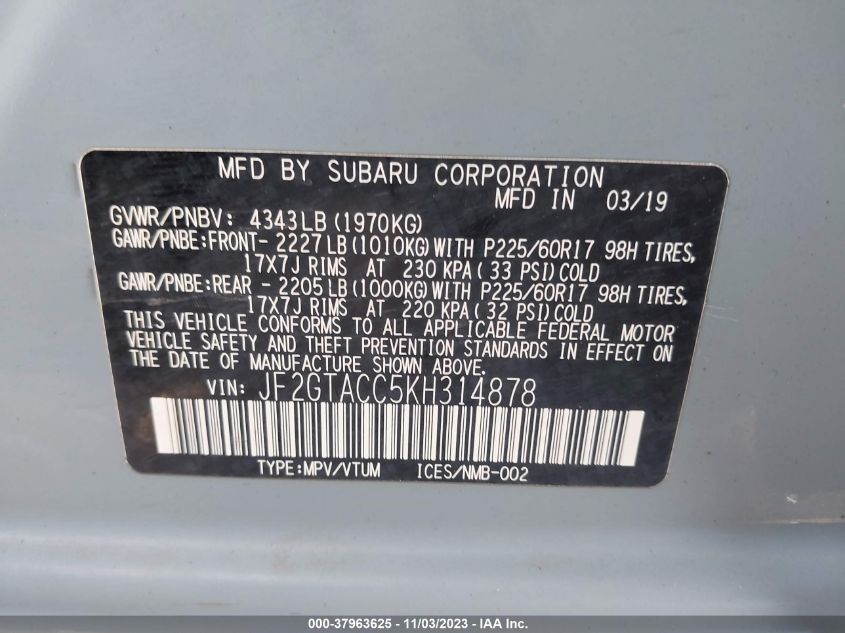 MFD BY SUBARU CORPORATION
MFD IN 03/19
GVWR/PNBV: 4343LB (1970KG)
GAWR/PNBE:FRONT- 2227LB (1010KG) WITH P225/60R17 98H TIRES,
17X7J RIMS AT 230 KPA ( 33 PSI) COLD
GAWR/PNBE:REAR - 2205LB (1000KG) WITH P225/60R17 98H TIRES,
17X7J RIMS AT 220 KPA ( 32 PSI) COLD
THIS VEHICLE CONFORMS TO ALL APPLICABLE FEDERAL MOTOR
VEHICLE SAFETY AND THEFT PREVENTION STANDARDS IN EFFECT ON
THE DATE OF MANUFACTURE SHOWN ABOVE.
VIN: JF2GTACC5KH314878
TYPE:MPV/VTUM ICES/NMB-002
000-37963625 - 11/03/2023 - IAAI.com